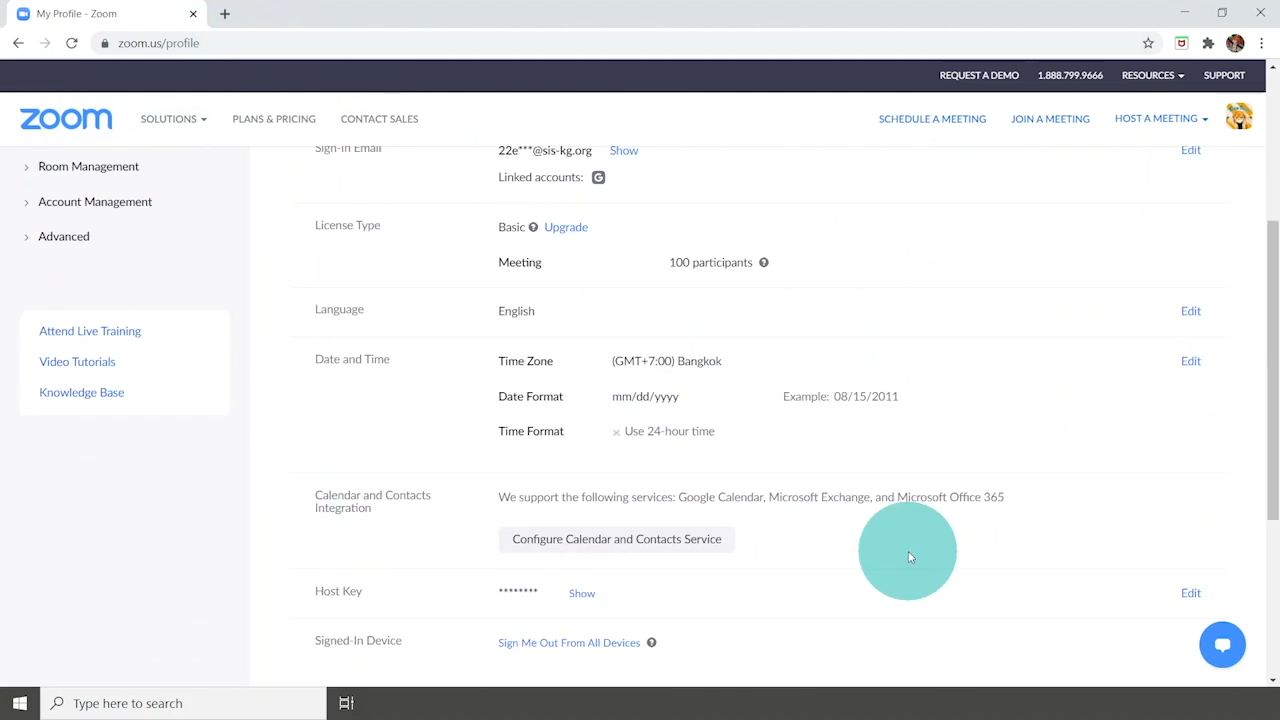 My Profile - Zoom
zoom.us/profile
REQUEST A DEMO 1.888.799.9666 RESOURCES SUPPORT
zoom SOLUTIONS PLANS & PRICING CONTACT SALES SCHEDULE A MEETING JOIN A MEETING HOST A MEETING
Sign-In Email 22e***@sis-kg.org Show Edit
Room Management
Linked accounts: G
Account Management
License Type Basic Upgrade
Advanced
Meeting 100 participants
Language English Edit
Attend Live Training
Date and Time Time Zone (GMT+7:00) Bangkok Edit
Video Tutorials
Knowledge Base
Date Format mm/dd/yyyy Example: 08/15/2011
Time Format × Use 24-hour time
Calendar and Contacts
Integration
We support the following services: Google Calendar, Microsoft Exchange, and Microsoft Office 365
Configure Calendar and Contacts Service
Host Key ******** Show Edit
Signed-In Device Sign Me Out From All Devices
Type here to search